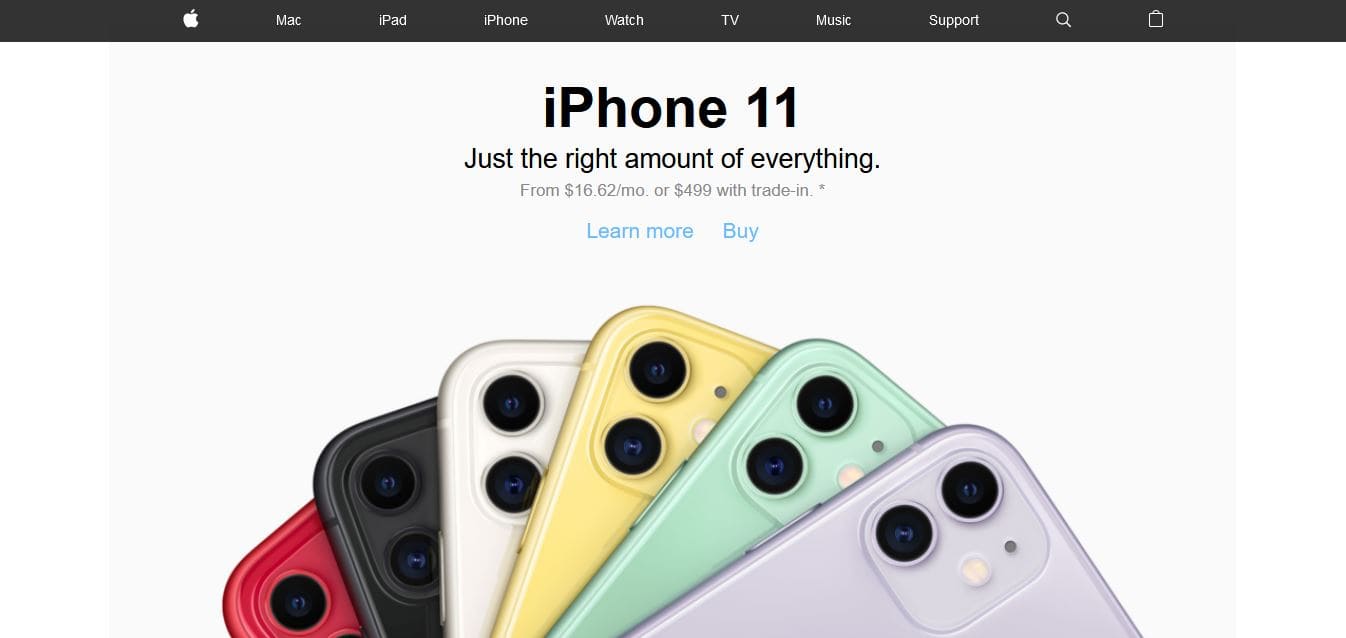 Mac iPad iPhone Watch TV Music Support
iPhone 11
Just the right amount of everything.
From $16.62/mo. or $499 with trade-in. *
Learn more Buy